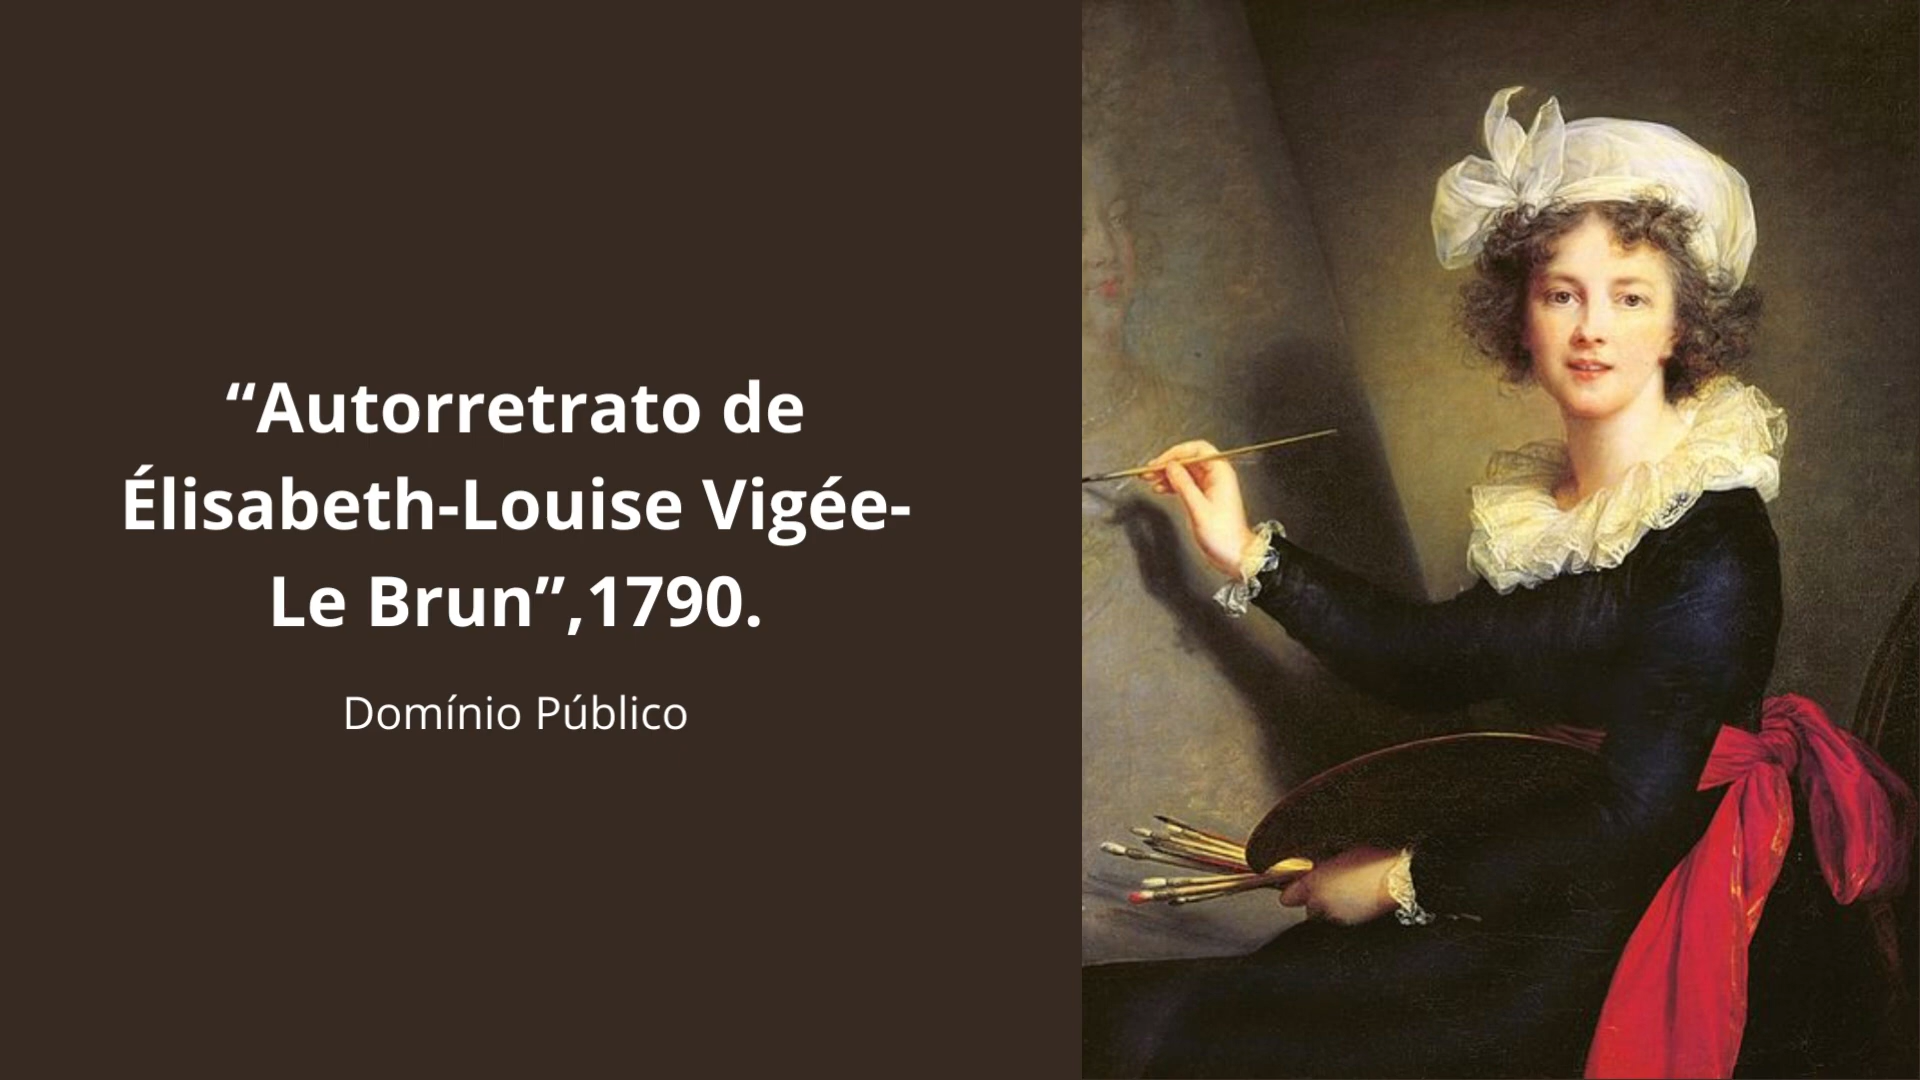 “Autorretrato de
Élisabeth-Louise Vigée-
Le Brun”,1790.
Domínio Público